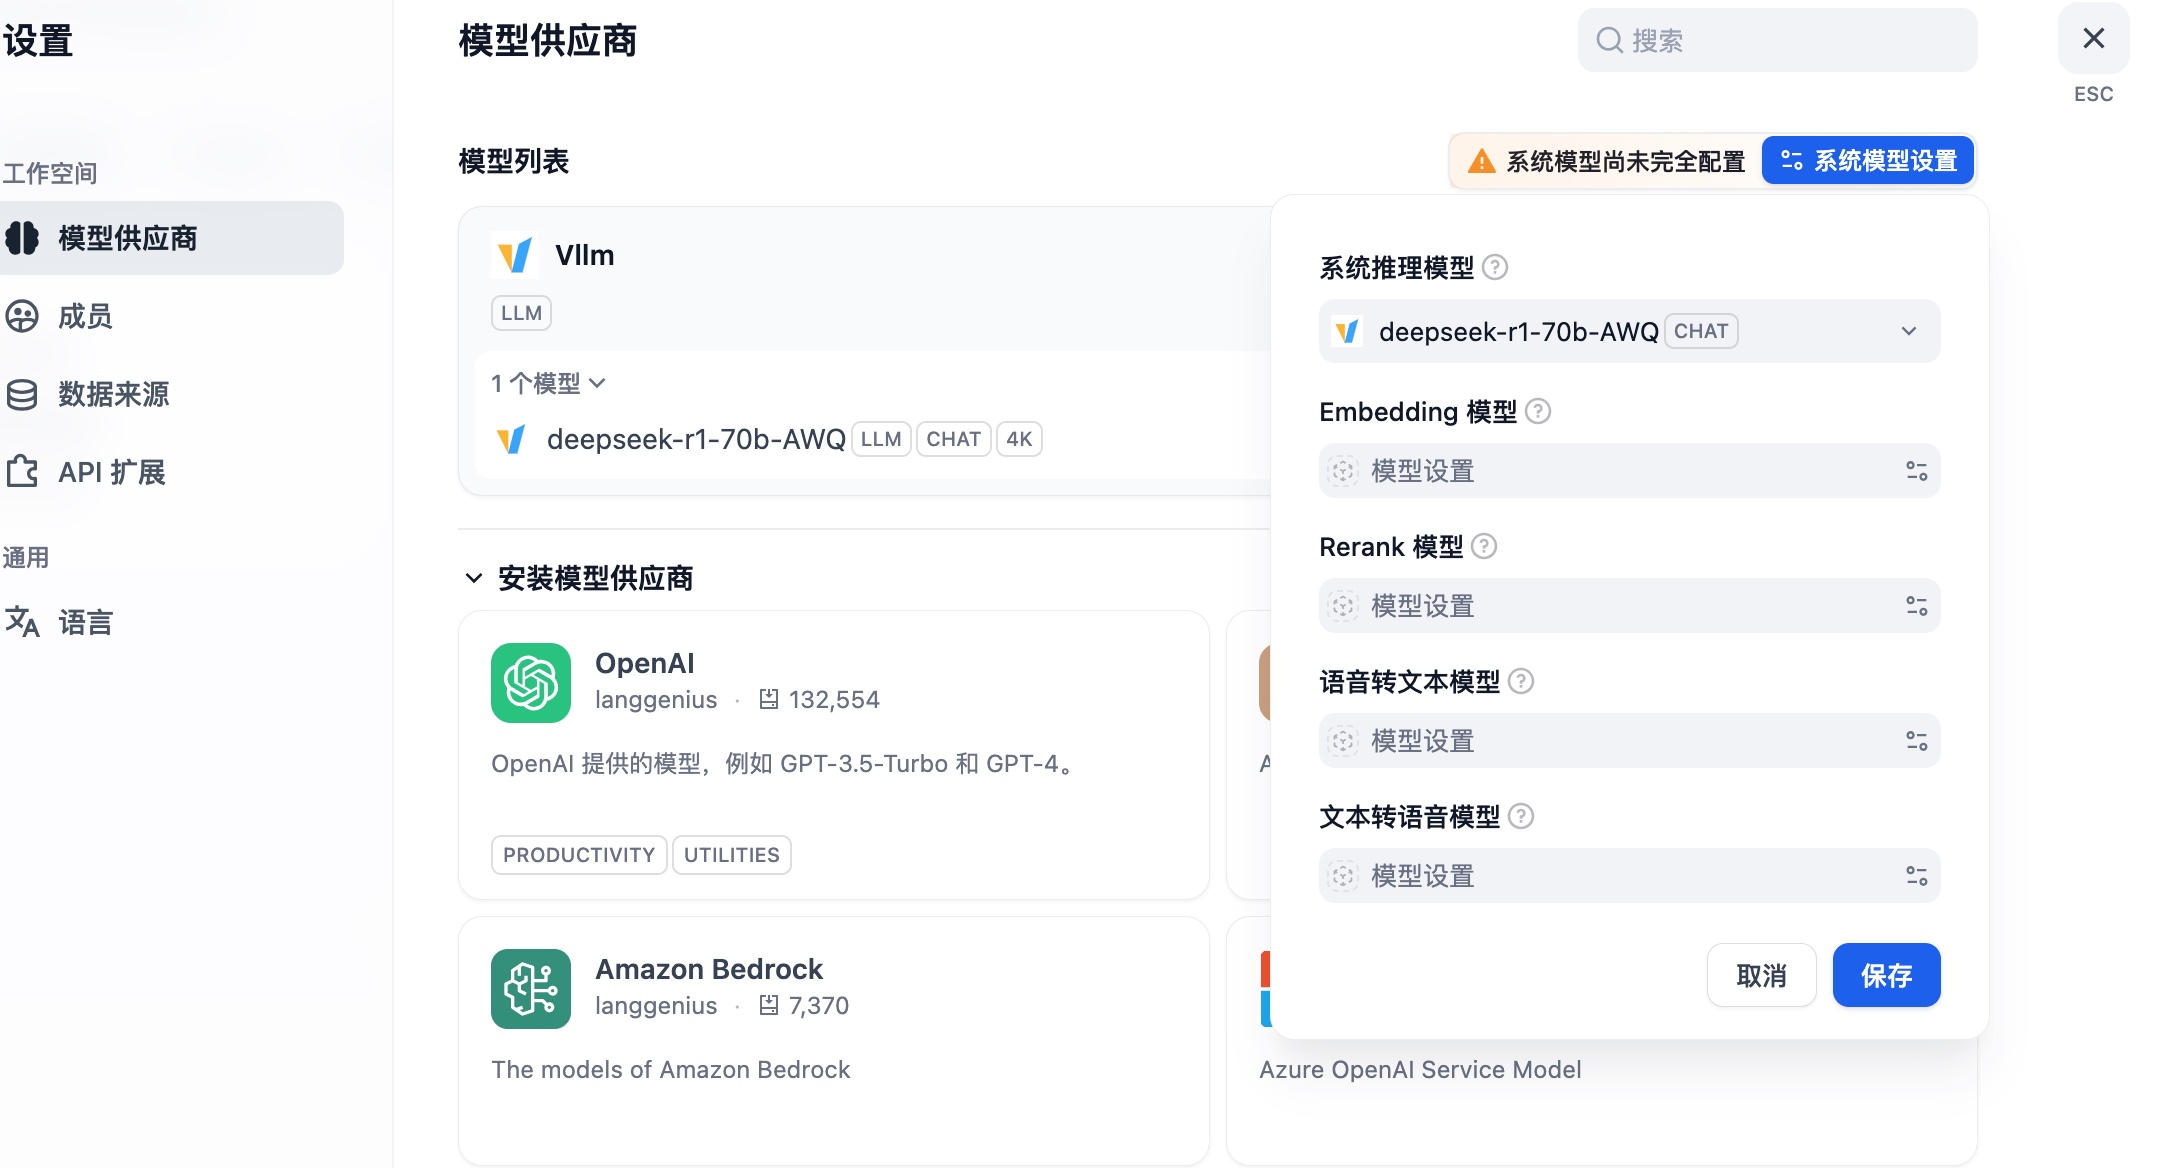 设置
工作空间
模型供应商
成员
数据来源
API 扩展
通用
语言
模型供应商
搜索
ESC
模型列表
系统模型尚未完全配置
系统模型设置
Vllm
LLM
1 个模型
deepseek-r1-70b-AWQ LLM CHAT 4K
安装模型供应商
OpenAI
langgenius · 132,554
OpenAI 提供的模型，例如 GPT-3.5-Turbo 和 GPT-4。
PRODUCTIVITY UTILITIES
Amazon Bedrock
langgenius · 7,370
The models of Amazon Bedrock
Azure OpenAI Service Model
系统推理模型
deepseek-r1-70b-AWQ CHAT
Embedding 模型
模型设置
Rerank 模型
模型设置
语音转文本模型
模型设置
文本转语音模型
模型设置
取消
保存